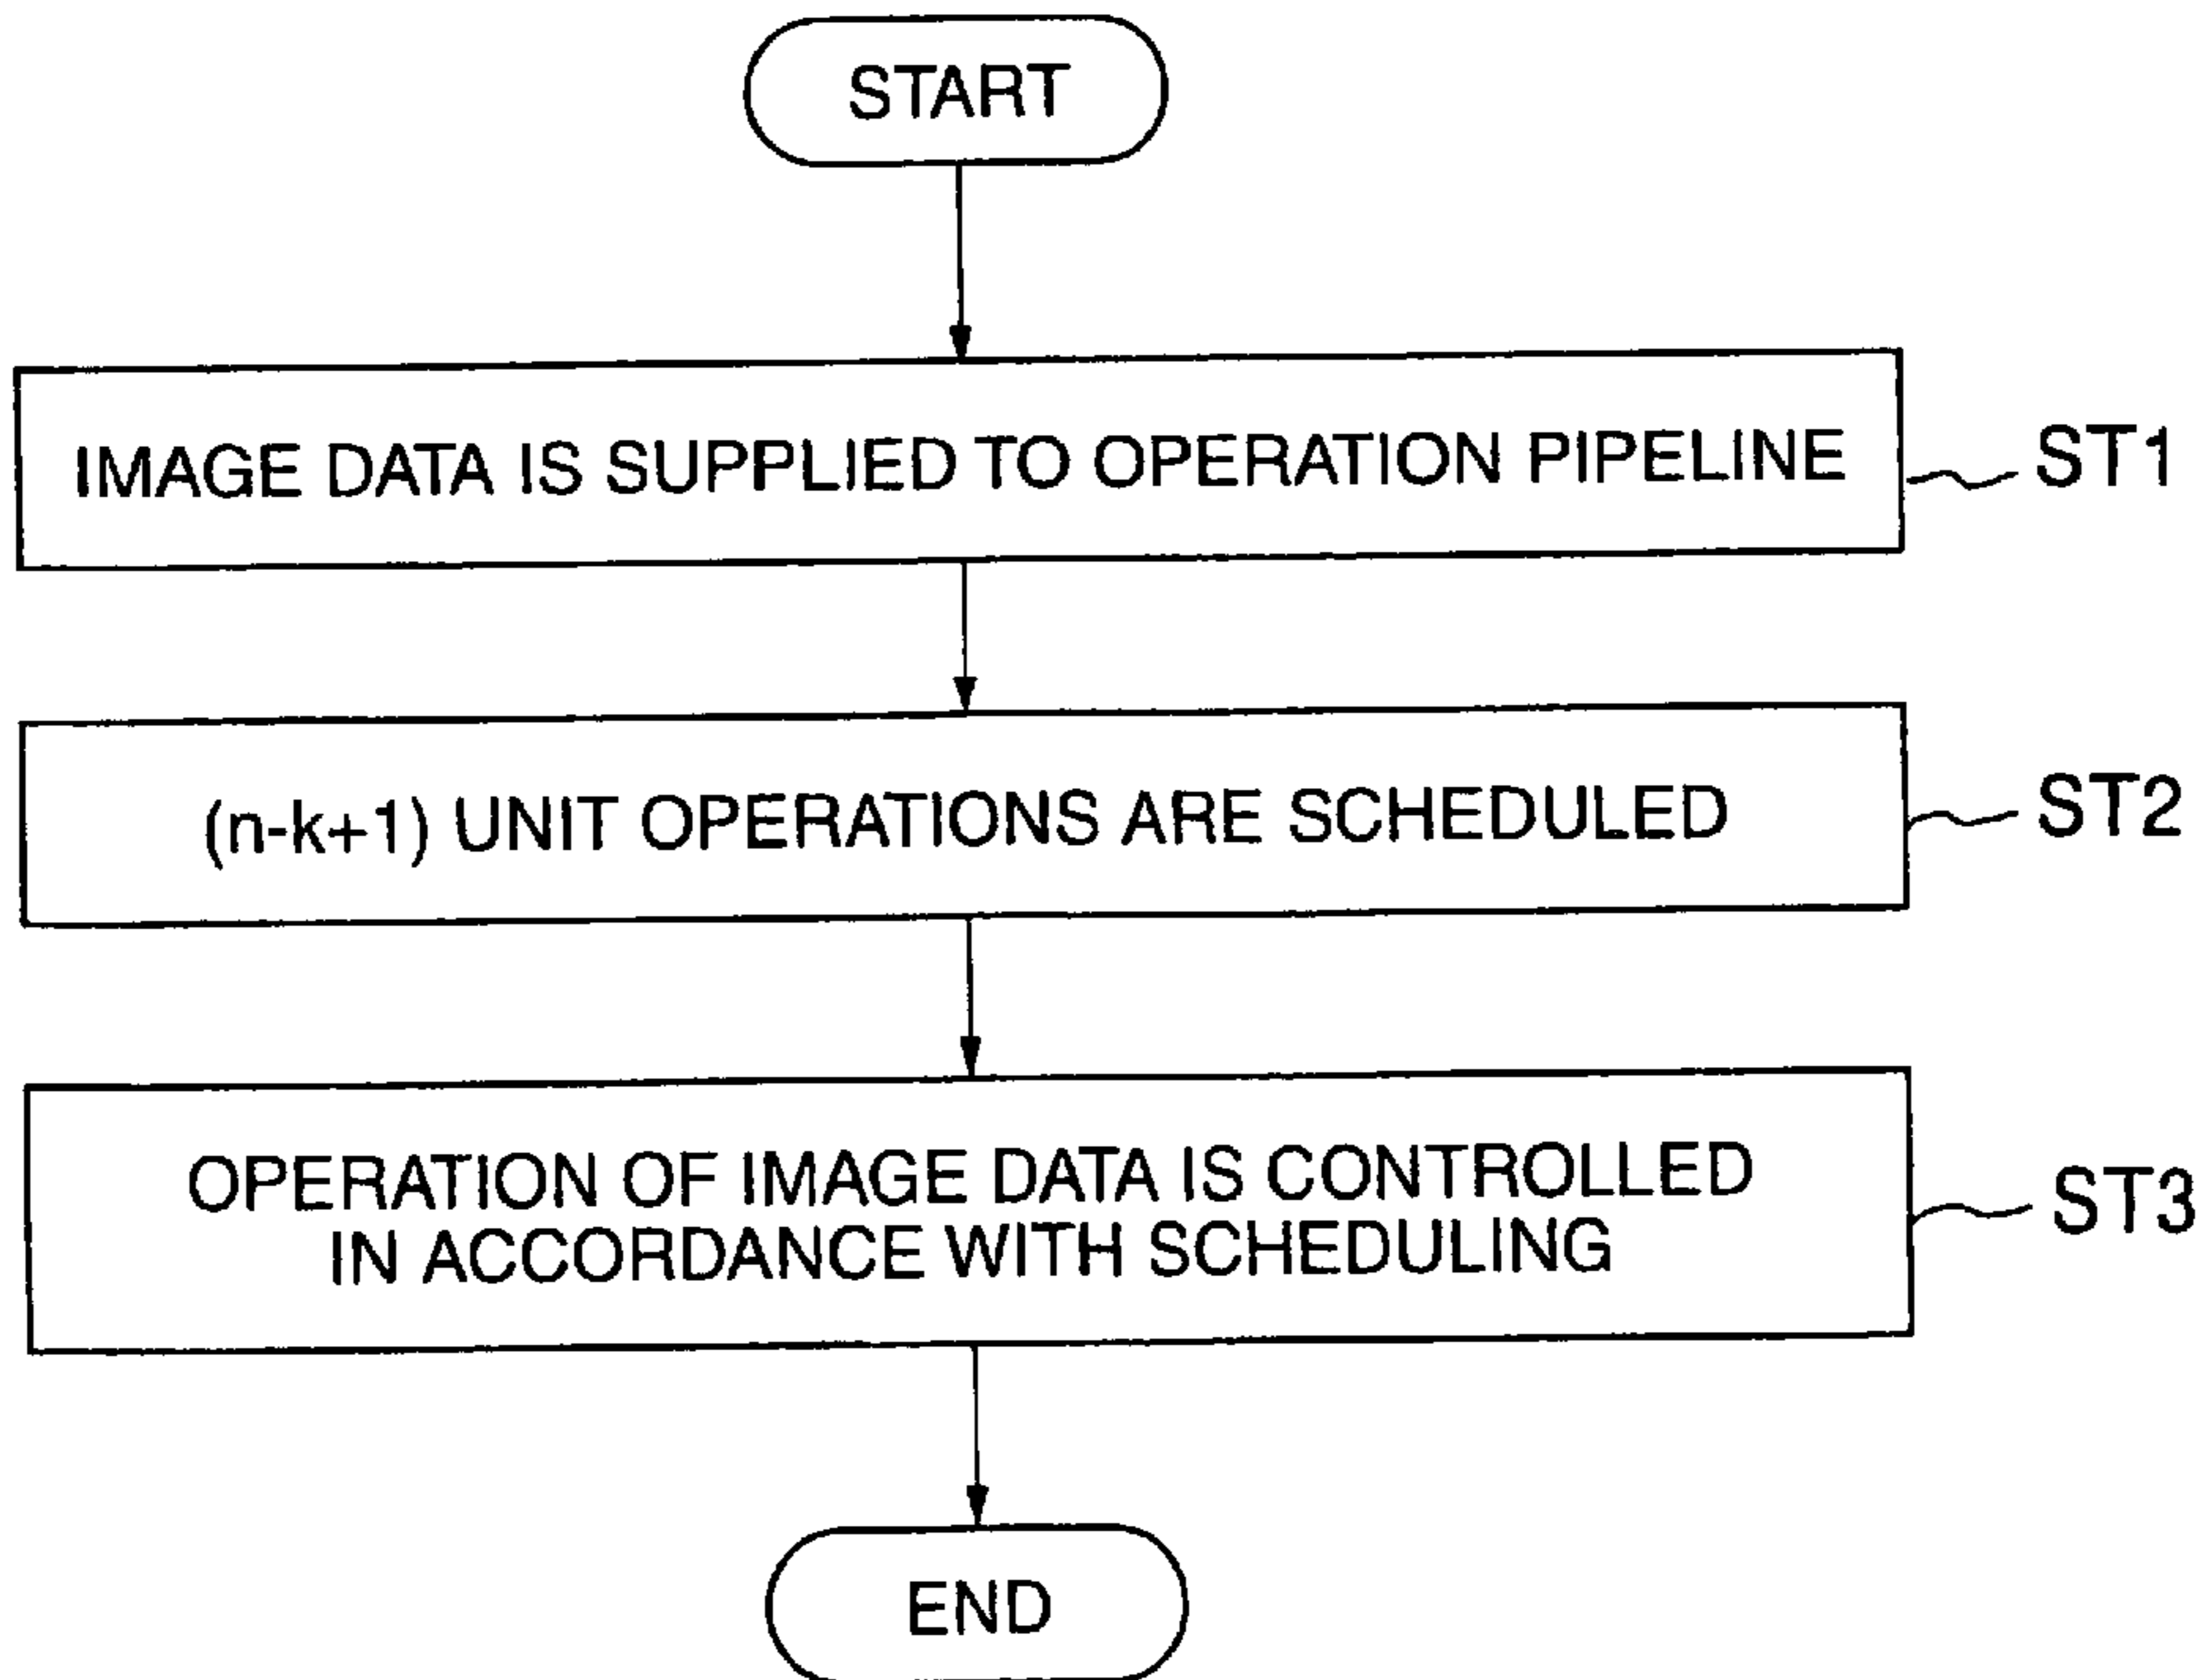 START
IMAGE DATA IS SUPPLIED TO OPERATION PIPELINE
ST1
(n-k+1) UNIT OPERATIONS ARE SCHEDULED
ST2
OPERATION OF IMAGE DATA IS CONTROLLED
IN ACCORDANCE WITH SCHEDULING
ST3
END